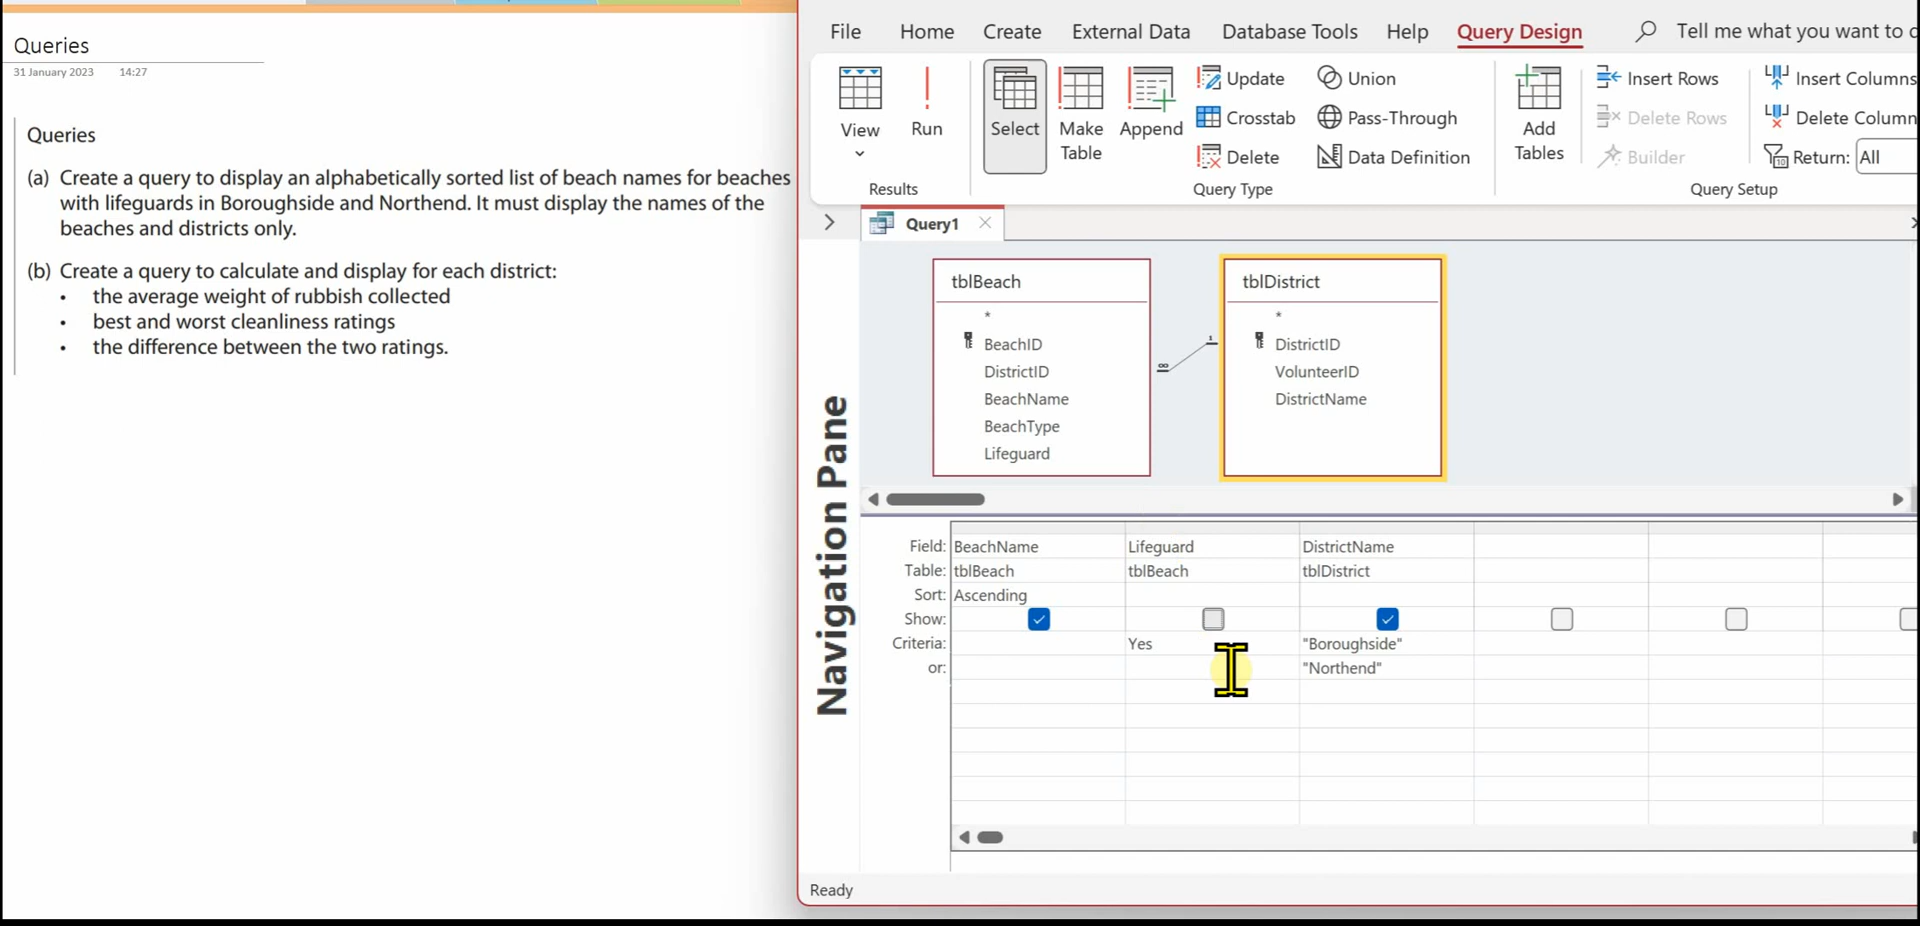 Queries
31 January 2023 14:27
Queries
(a) Create a query to display an alphabetically sorted list of beach names for beaches
with lifeguards in Boroughside and Northend. It must display the names of the
beaches and districts only.
(b) Create a query to calculate and display for each district:
• the average weight of rubbish collected
• best and worst cleanliness ratings
• the difference between the two ratings.
File Home Create External Data Database Tools Help Query Design Tell me what you want to
View
Run
Select
Make
Table
Append
Update
Crosstab
Delete
Union
Pass-Through
Data Definition
Add
Tables
Insert Rows
Delete Rows
Builder
Insert Columns
Delete Column
Return: All
Results
Query Type
Query Setup
Query1
Navigation Pane
tblBeach
*
BeachID
DistrictID
BeachName
BeachType
Lifeguard
∞
1
tblDistrict
*
DistrictID
VolunteerID
DistrictName
Field: BeachName Lifeguard DistrictName
Table: tblBeach tblBeach tblDistrict
Sort: Ascending
Show:
Criteria: Yes "Boroughside"
or: "Northend"
Ready